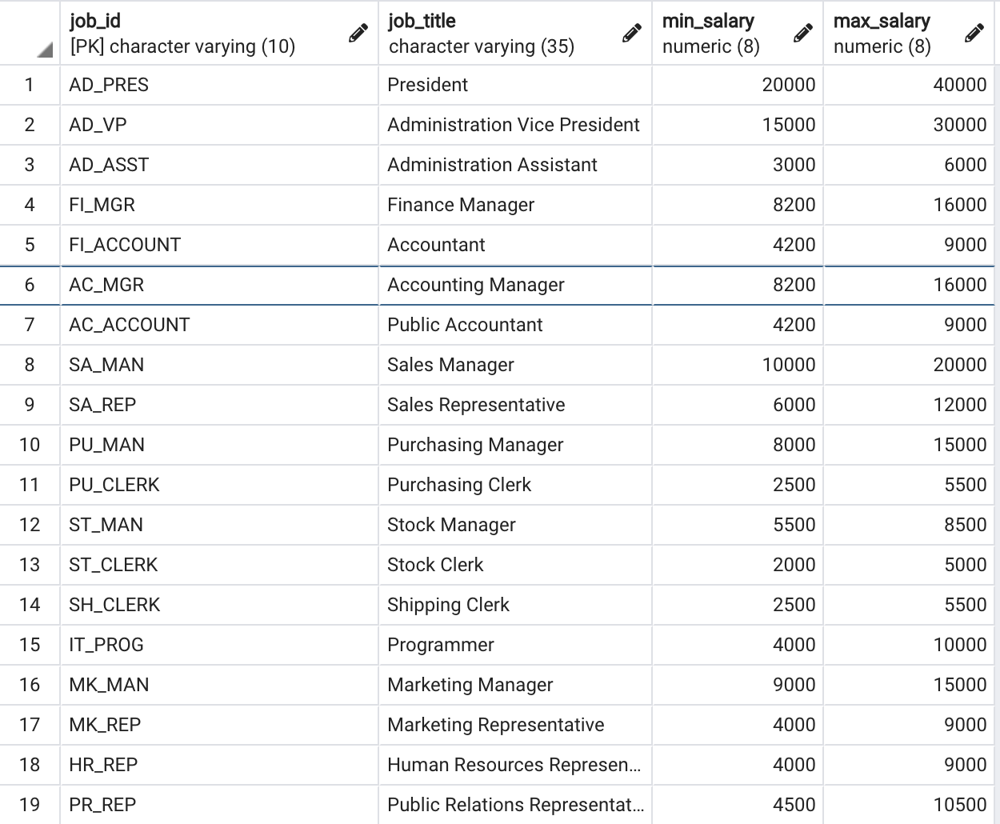 job_id job_title min_salary max_salary
[PK] character varying (10) character varying (35) numeric (8) numeric (8)
1 AD_PRES President 20000 40000
2 AD_VP Administration Vice President 15000 30000
3 AD_ASST Administration Assistant 3000 6000
4 FI_MGR Finance Manager 8200 16000
5 FI_ACCOUNT Accountant 4200 9000
6 AC_MGR Accounting Manager 8200 16000
7 AC_ACCOUNT Public Accountant 4200 9000
8 SA_MAN Sales Manager 10000 20000
9 SA_REP Sales Representative 6000 12000
10 PU_MAN Purchasing Manager 8000 15000
11 PU_CLERK Purchasing Clerk 2500 5500
12 ST_MAN Stock Manager 5500 8500
13 ST_CLERK Stock Clerk 2000 5000
14 SH_CLERK Shipping Clerk 2500 5500
15 IT_PROG Programmer 4000 10000
16 MK_MAN Marketing Manager 9000 15000
17 MK_REP Marketing Representative 4000 9000
18 HR_REP Human Resources Represen... 4000 9000
19 PR_REP Public Relations Representat... 4500 10500